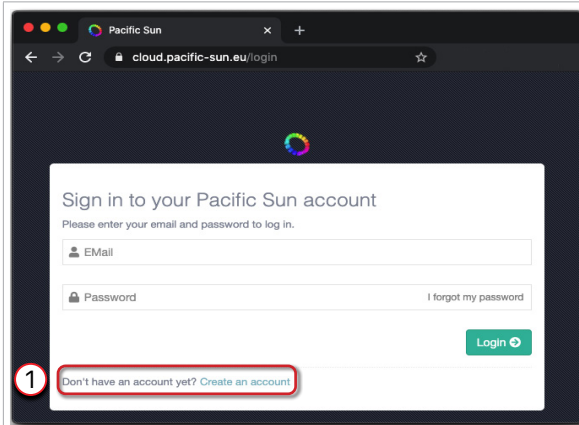 Pacific Sun
cloud.pacific-sun.eu/login
Sign in to your Pacific Sun account
Please enter your email and password to log in.
EMail
Password I forgot my password
Login
1 Don't have an account yet? Create an account